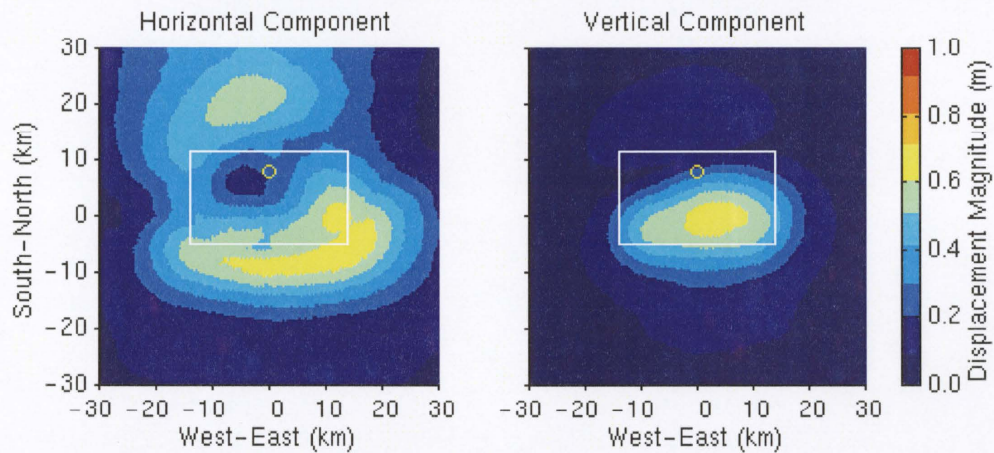 Horizontal Component
Vertical Component
30
20
10
0
-10
-20
-30
South-North (km)
-30 -20 -10 0 10 20 30
West-East (km)
-30 -20 -10 0 10 20 30
West-East (km)
1.0
0.8
0.6
0.4
0.2
0.0
Displacement Magnitude (m)